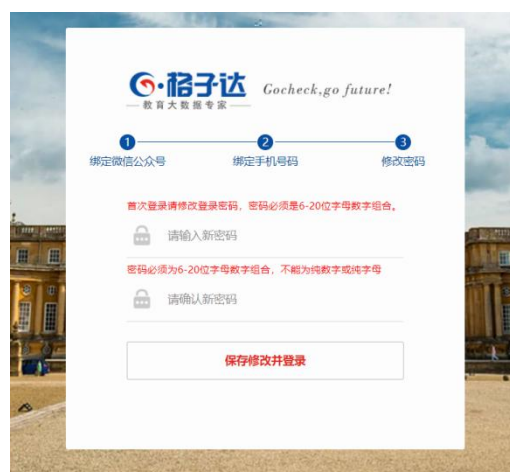 格子达
教育大数据专家
Gocheck,go future!
1 2 3
绑定微信公众号 绑定手机号码 修改密码
首次登录请修改登录密码，密码必须是6-20位字母数字组合。
请输入新密码
密码必须为6-20位字母数字组合，不能为纯数字或纯字母
请确认新密码
保存修改并登录